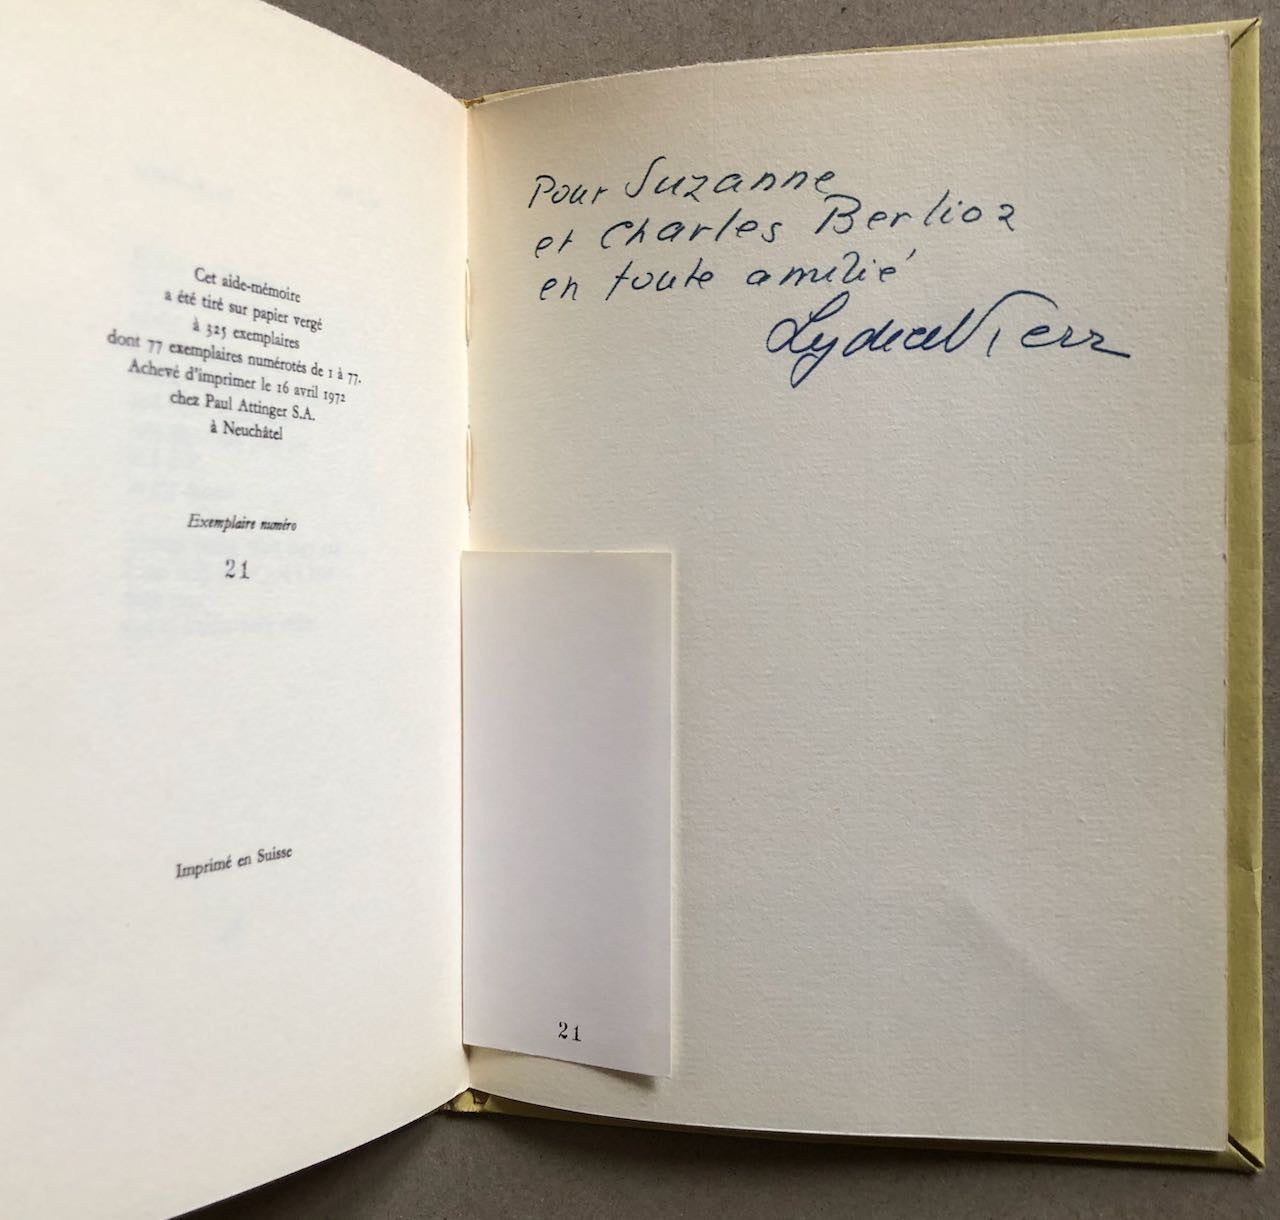 Cet aide-mémoire
a été tiré sur papier vergé
à 325 exemplaires
dont 77 exemplaires numérotés de 1 à 77.
Achevé d'imprimer le 16 avril 1972
chez Paul Attinger S.A.
à Neuchâtel
Exemplaire numéro
21
Imprimé en Suisse
Pour Suzanne
et Charles Berlioz
en toute amitié
21